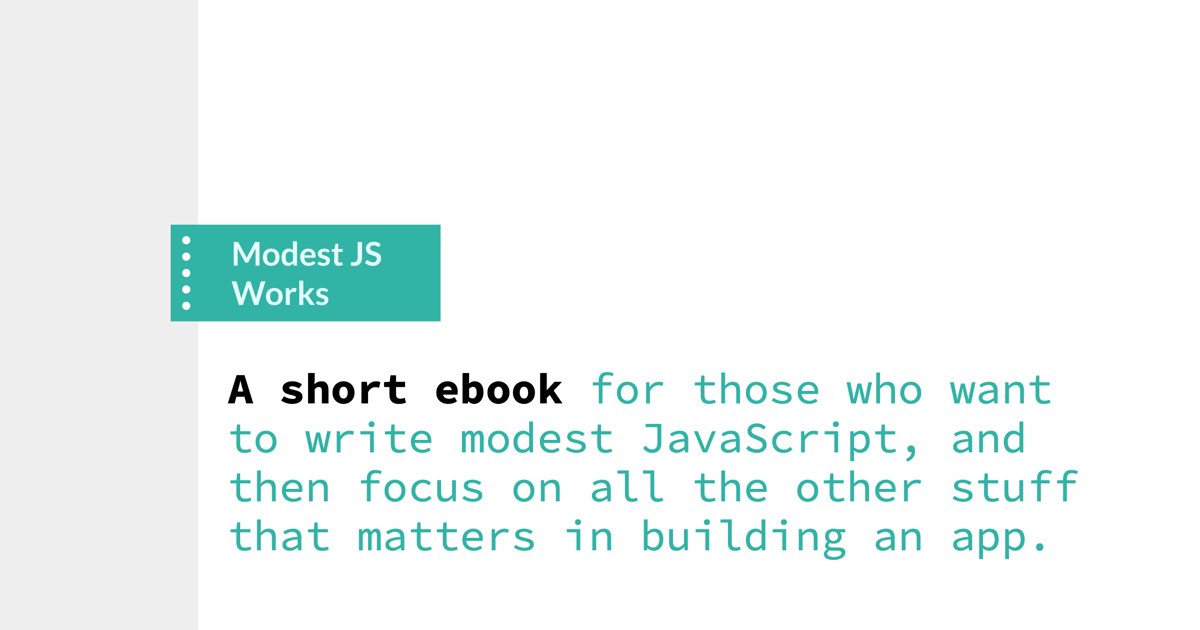 Modest JS
Works
A short ebook for those who want
to write modest JavaScript, and
then focus on all the other stuff
that matters in building an app.